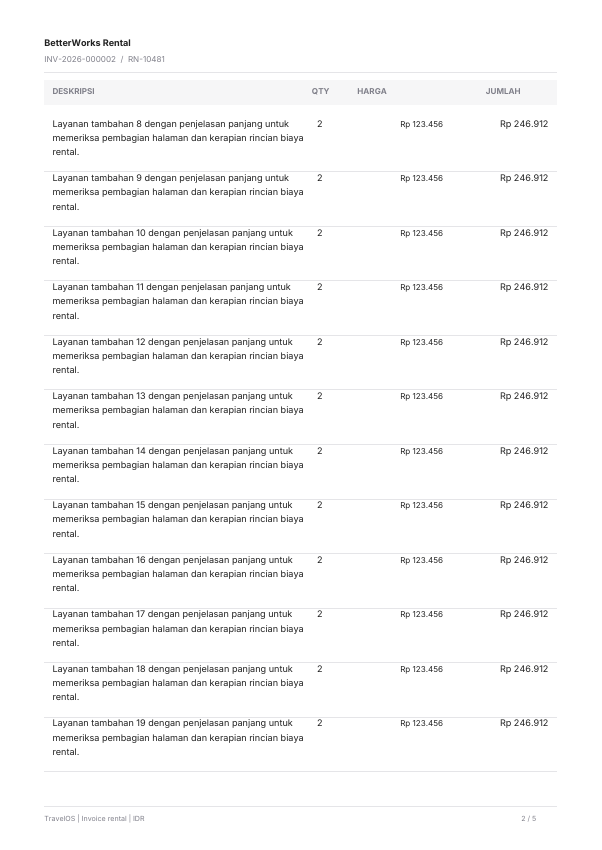 BetterWorks Rental
INV-2026-000002 / RN-10481
DESKRIPSI QTY HARGA JUMLAH
Layanan tambahan 8 dengan penjelasan panjang untuk 2 Rp 123.456 Rp 246.912
memeriksa pembagian halaman dan kerapian rincian biaya
rental.
Layanan tambahan 9 dengan penjelasan panjang untuk 2 Rp 123.456 Rp 246.912
memeriksa pembagian halaman dan kerapian rincian biaya
rental.
Layanan tambahan 10 dengan penjelasan panjang untuk 2 Rp 123.456 Rp 246.912
memeriksa pembagian halaman dan kerapian rincian biaya
rental.
Layanan tambahan 11 dengan penjelasan panjang untuk 2 Rp 123.456 Rp 246.912
memeriksa pembagian halaman dan kerapian rincian biaya
rental.
Layanan tambahan 12 dengan penjelasan panjang untuk 2 Rp 123.456 Rp 246.912
memeriksa pembagian halaman dan kerapian rincian biaya
rental.
Layanan tambahan 13 dengan penjelasan panjang untuk 2 Rp 123.456 Rp 246.912
memeriksa pembagian halaman dan kerapian rincian biaya
rental.
Layanan tambahan 14 dengan penjelasan panjang untuk 2 Rp 123.456 Rp 246.912
memeriksa pembagian halaman dan kerapian rincian biaya
rental.
Layanan tambahan 15 dengan penjelasan panjang untuk 2 Rp 123.456 Rp 246.912
memeriksa pembagian halaman dan kerapian rincian biaya
rental.
Layanan tambahan 16 dengan penjelasan panjang untuk 2 Rp 123.456 Rp 246.912
memeriksa pembagian halaman dan kerapian rincian biaya
rental.
Layanan tambahan 17 dengan penjelasan panjang untuk 2 Rp 123.456 Rp 246.912
memeriksa pembagian halaman dan kerapian rincian biaya
rental.
Layanan tambahan 18 dengan penjelasan panjang untuk 2 Rp 123.456 Rp 246.912
memeriksa pembagian halaman dan kerapian rincian biaya
rental.
Layanan tambahan 19 dengan penjelasan panjang untuk 2 Rp 123.456 Rp 246.912
memeriksa pembagian halaman dan kerapian rincian biaya
rental.
TravelOS | Invoice rental | IDR 2 / 5